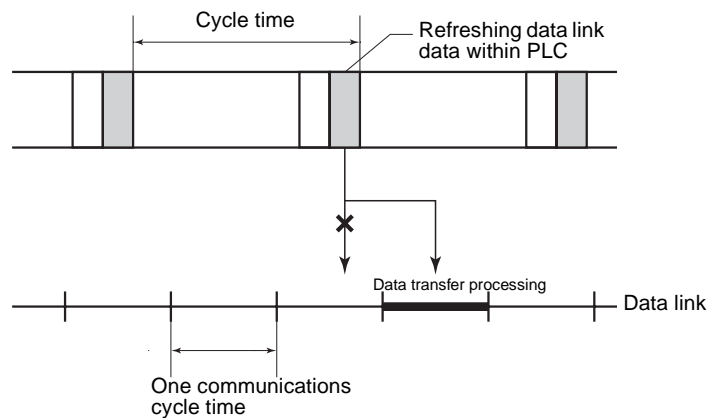 Cycle time
Refreshing data link
data within PLC
Data transfer processing
Data link
One communications
cycle time